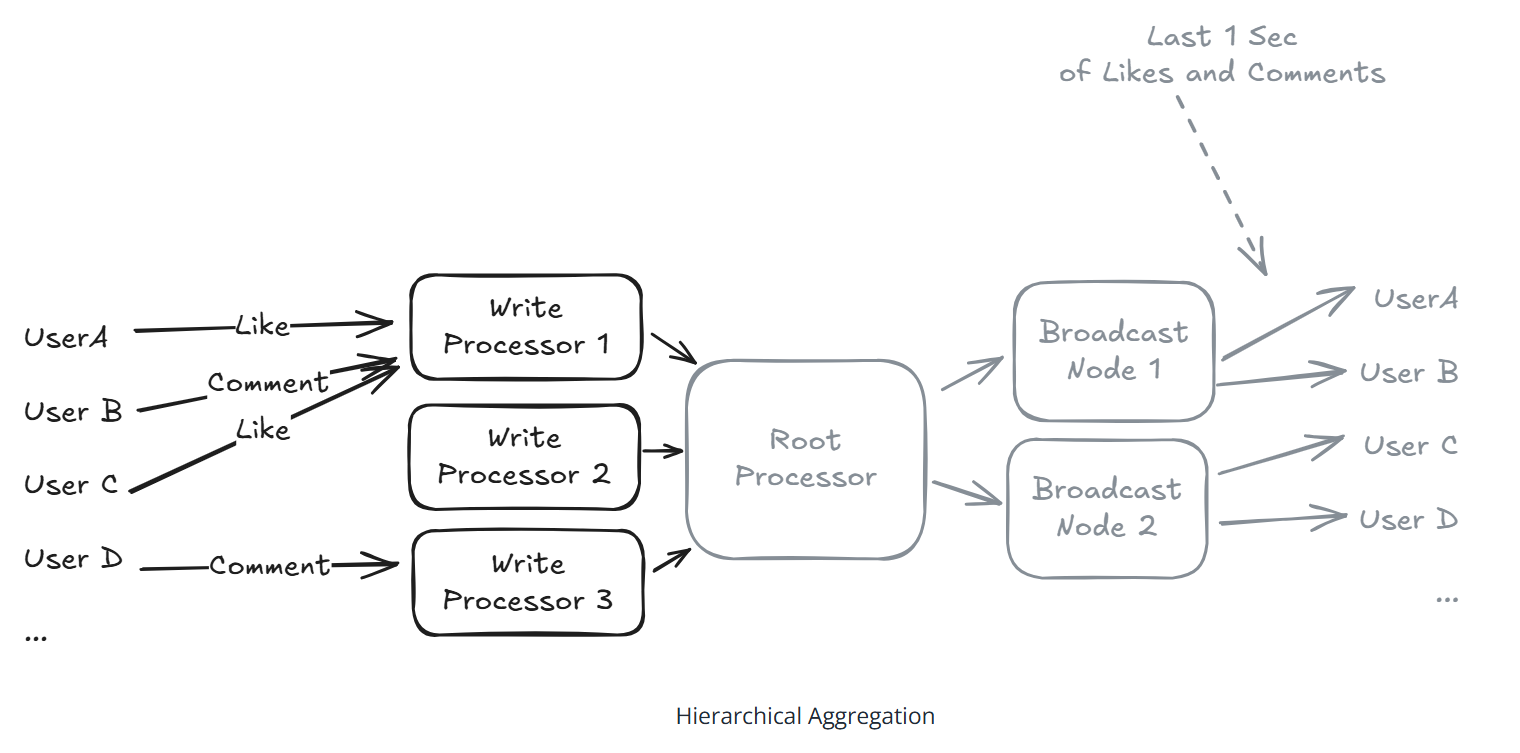 Last 1 Sec
of Likes and Comments
UserA
Like
Comment
User B
Like
User C
User D
Comment
...
Write
Processor 1
Write
Processor 2
Write
Processor 3
Root
Processor
Broadcast
Node 1
Broadcast
Node 2
UserA
User B
User C
User D
...
Hierarchical Aggregation